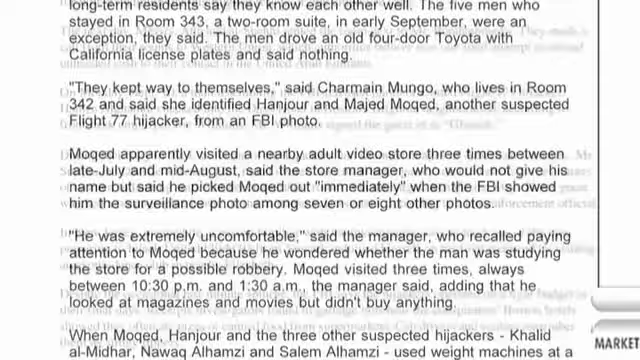 long-term residents say they know each other well. The five men who
stayed in Room 343, a two-room suite, in early September, were an
exception, they said. The men drove an old four-door Toyota with
California license plates and said nothing.
"They kept way to themselves," said Charmain Mungo, who lives in Room
342 and said she identified Hanjour and Majed Moqed, another suspected
Flight 77 hijacker, from an FBI photo.
Moqed apparently visited a nearby adult video store three times between
late-July and mid-August, said the store manager, who would not give his
name but said he picked Moqed out "immediately" when the FBI showed
him the surveillance photo among seven or eight other photos.
"He was extremely uncomfortable," said the manager, who recalled paying
attention to Moqed because he wondered whether the man was studying
the store for a possible robbery. Moqed visited three times, always
between 10:30 p.m. and 1:30 a.m., the manager said, adding that he
looked at magazines and movies but didn't buy anything.
When Moqed, Hanjour and the three other suspected hijackers - Khalid
al-Midhar, Nawaq Alhamzi and Salem Alhamzi - used weight machines at a
MARKET